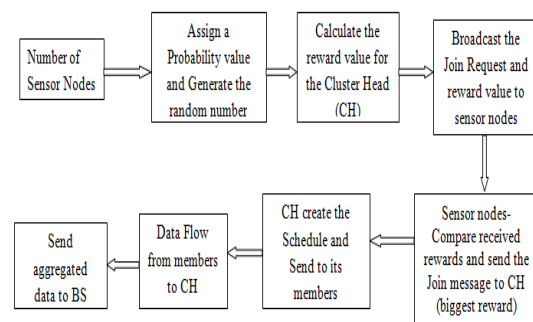 Number of
Sensor Nodes
Assign a
Probability value
and Generate the
random number
Calculate the
reward value for
the Cluster Head
(CH)
Broadcast the
Join Request and
reward value to
sensor nodes
Sensor nodes-
Compare received
rewards and send the
Join message to CH
(biggest reward)
CH create the
Schedule and
Send to its
members
Data Flow
from members
to CH
Send
aggregated
data to BS